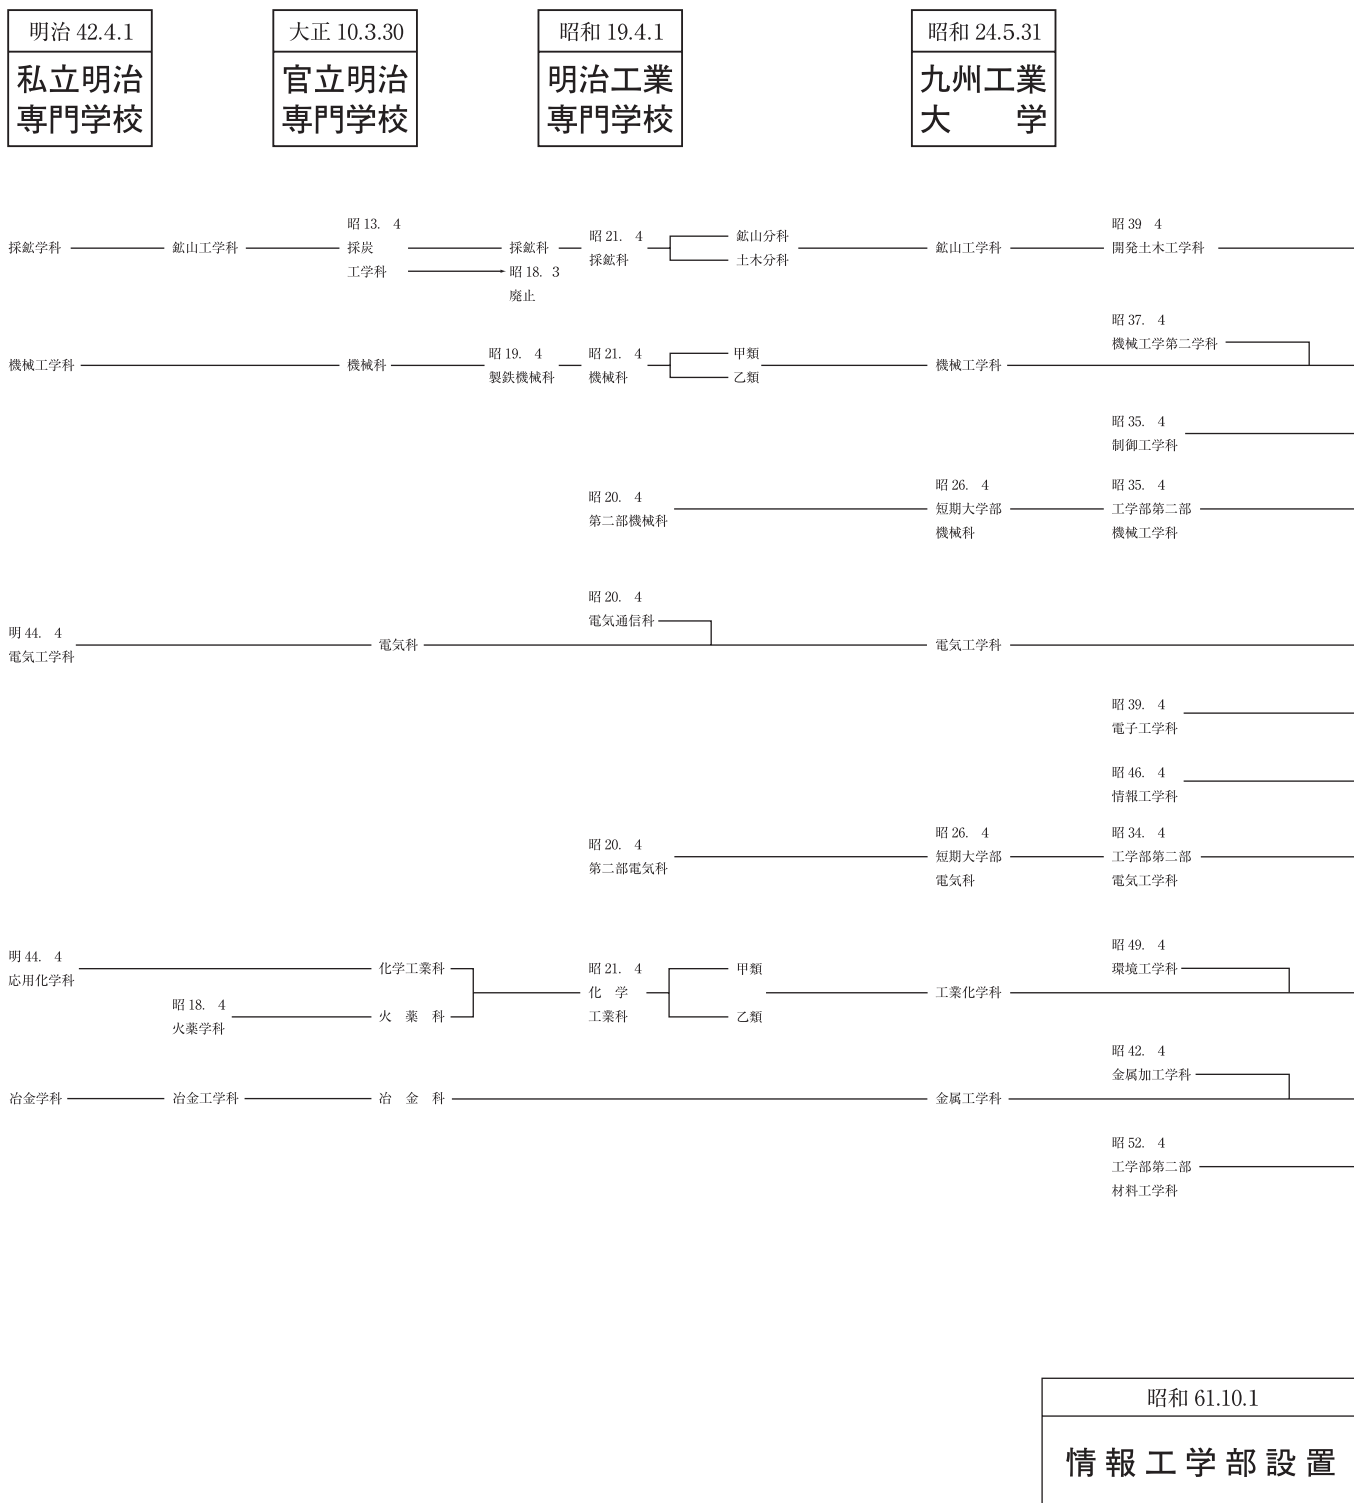 明治 42.4.1
私立明治
専門学校
大正 10.3.30
官立明治
専門学校
昭和 19.4.1
明治工業
専門学校
昭和 24.5.31
九州工業
大　　学
採鉱学科
鉱山工学科
昭 13.　4
採炭
工学科
採鉱科
昭 18.　3
廃止
昭 21.　4
採鉱科
鉱山分科
土木分科
鉱山工学科
昭 39　4
開発土木工学科
機械工学科
機械科
昭 19.　4
製鉄機械科
昭 21.　4
機械科
甲類
乙類
機械工学科
昭 37.　4
機械工学第二学科
昭 35.　4
制御工学科
昭 20.　4
第二部機械科
昭 26.　4
短期大学部
機械科
昭 35.　4
工学部第二部
機械工学科
明 44.　4
電気工学科
電気科
昭 20.　4
電気通信科
電気工学科
昭 39.　4
電子工学科
昭 46.　4
情報工学科
昭 20.　4
第二部電気科
昭 26.　4
短期大学部
電気科
昭 34.　4
工学部第二部
電気工学科
明 44.　4
応用化学科
化学工業科
昭 18.　4
火薬学科
火　薬　科
昭 21.　4
化　学
工業科
甲類
乙類
工業化学科
昭 49.　4
環境工学科
冶金学科
冶金工学科
冶　金　科
金属工学科
昭 42.　4
金属加工学科
昭 52.　4
工学部第二部
材料工学科
昭和 61.10.1
情報工学部設置